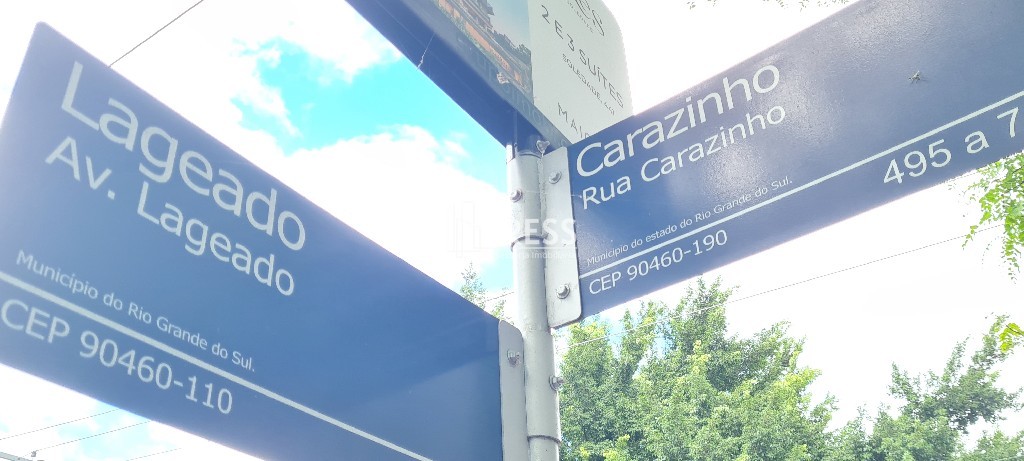 Lageado
Av. Lageado
Município do Rio Grande do Sul.
CEP 90460-110
2 E 3 SUÍTES
Carazinho
Rua Carazinho
495 a 7
Município do estado do Rio Grande do Sul.
CEP 90460-190